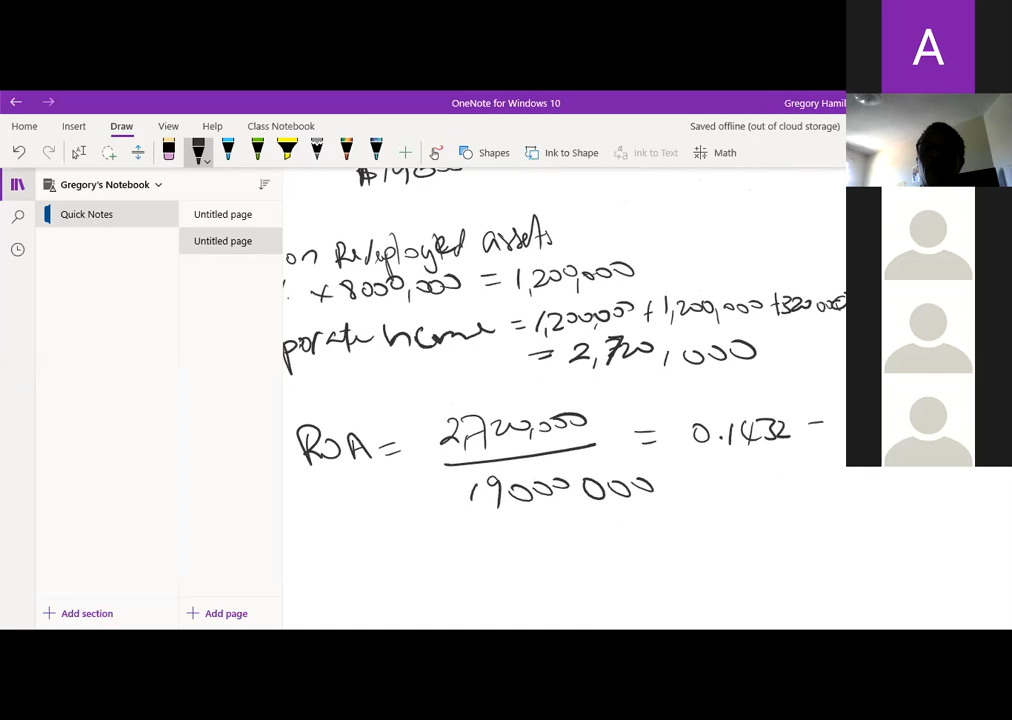 A
OneNote for Windows 10
Gregory Hamil
Home Insert Draw View Help Class Notebook
Saved offline (out of cloud storage)
Shapes Ink to Shape Ink to Text Math
Gregory's Notebook
Quick Notes
Untitled page
Untitled page
on Redeployed assets
% x 8000,000 = 1,200,000
porate income = 1,200,000 + 1,200,000 + 320000
= 2,720,000
ROA = 2,720,000 = 0.1432 =
19000000
Add section
Add page